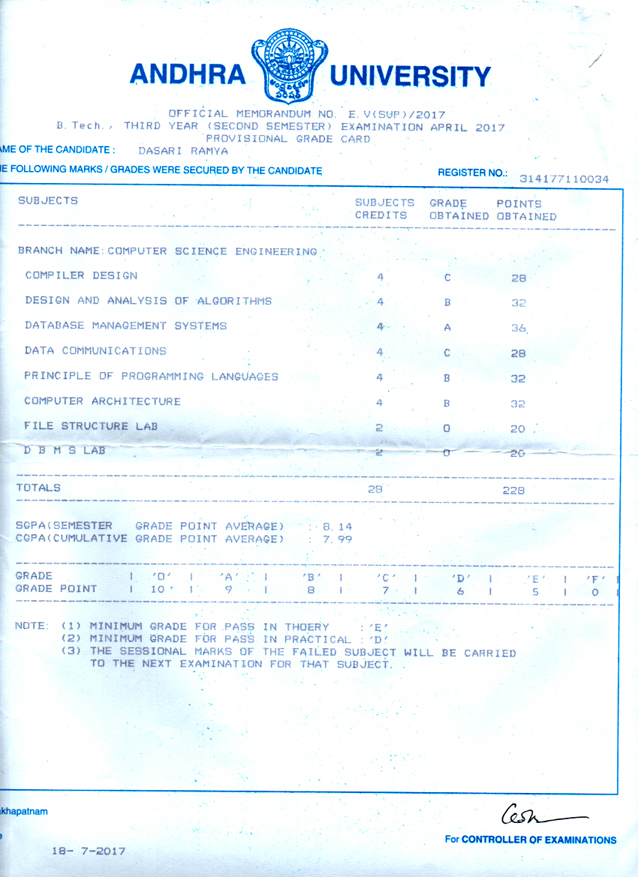 ANDHRA UNIVERSITY
OFFICIAL MEMORANDUM NO. E.V(SUP)/2017
B.Tech., THIRD YEAR (SECOND SEMESTER) EXAMINATION APRIL 2017
PROVISIONAL GRADE CARD
AME OF THE CANDIDATE : DASARI RAMYA
E FOLLOWING MARKS / GRADES WERE SECURED BY THE CANDIDATE REGISTER NO.: 314177110034
SUBJECTS SUBJECTS GRADE POINTS
CREDITS OBTAINED OBTAINED
BRANCH NAME:COMPUTER SCIENCE ENGINEERING
COMPILER DESIGN 4 C 28
DESIGN AND ANALYSIS OF ALGORITHMS 4 B 32
DATABASE MANAGEMENT SYSTEMS 4 A 36
DATA COMMUNICATIONS 4 C 28
PRINCIPLE OF PROGRAMMING LANGUAGES 4 B 32
COMPUTER ARCHITECTURE 4 B 32
FILE STRUCTURE LAB 2 O 20
D B M S LAB 2 O 20
TOTALS 28 228
SGPA(SEMESTER GRADE POINT AVERAGE) : 8.14
CGPA(CUMULATIVE GRADE POINT AVERAGE) : 7.99
GRADE | 'O' | 'A' | 'B' | 'C' | 'D' | 'E' | 'F'
GRADE POINT | 10 | 9 | 8 | 7 | 6 | 5 | 0 |
NOTE: (1) MINIMUM GRADE FOR PASS IN THOERY :'E'
(2) MINIMUM GRADE FOR PASS IN PRACTICAL :'D'
(3) THE SESSIONAL MARKS OF THE FAILED SUBJECT WILL BE CARRIED
TO THE NEXT EXAMINATION FOR THAT SUBJECT.
khapatnam
For CONTROLLER OF EXAMINATIONS
18- 7-2017